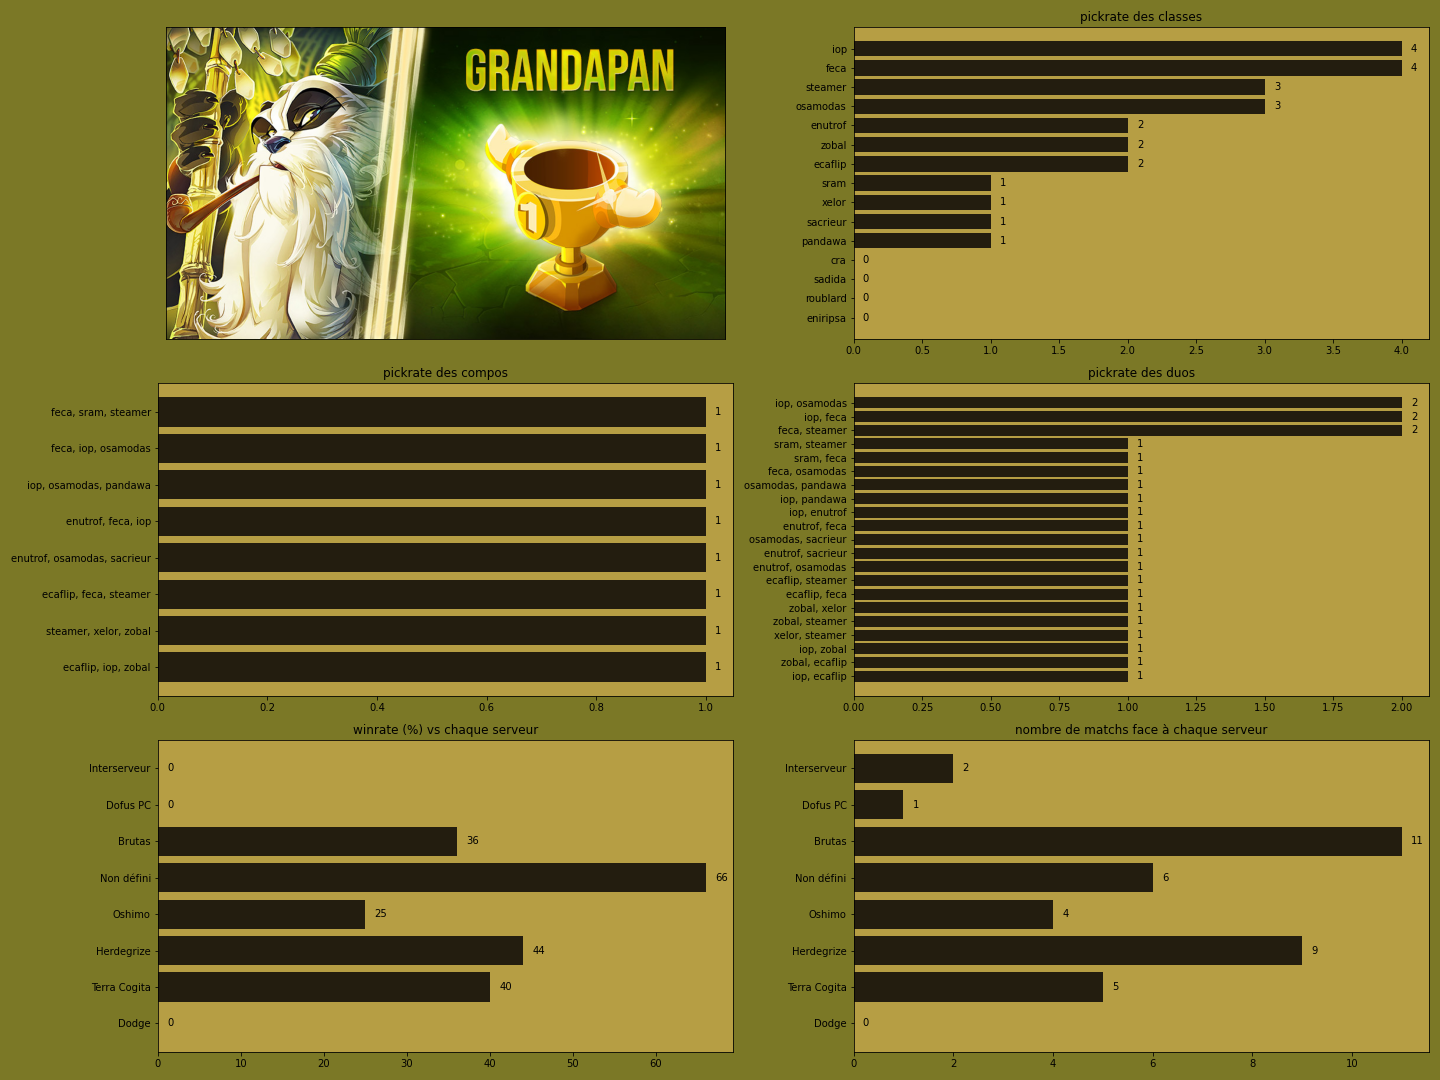 GRANDAPAN
1
pickrate des classes
iop 4
feca 4
steamer 3
osamodas 3
enutrof 2
zobal 2
ecaflip 2
sram 1
xelor 1
sacrieur 1
pandawa 1
cra 0
sadida 0
roublard 0
eniripsa 0
0.0 0.5 1.0 1.5 2.0 2.5 3.0 3.5 4.0
pickrate des compos
feca, sram, steamer 1
feca, iop, osamodas 1
iop, osamodas, pandawa 1
enutrof, feca, iop 1
enutrof, osamodas, sacrieur 1
ecaflip, feca, steamer 1
steamer, xelor, zobal 1
ecaflip, iop, zobal 1
0.0 0.2 0.4 0.6 0.8 1.0
pickrate des duos
iop, osamodas 2
iop, feca 2
feca, steamer 2
sram, steamer 1
sram, feca 1
feca, osamodas 1
osamodas, pandawa 1
iop, pandawa 1
iop, enutrof 1
enutrof, feca 1
osamodas, sacrieur 1
enutrof, sacrieur 1
enutrof, osamodas 1
ecaflip, steamer 1
ecaflip, feca 1
zobal, xelor 1
zobal, steamer 1
xelor, steamer 1
iop, zobal 1
zobal, ecaflip 1
iop, ecaflip 1
0.00 0.25 0.50 0.75 1.00 1.25 1.50 1.75 2.00
winrate (%) vs chaque serveur
Interserveur 0
Dofus PC 0
Brutas 36
Non défini 66
Oshimo 25
Herdegrize 44
Terra Cogita 40
Dodge 0
0 10 20 30 40 50 60
nombre de matchs face à chaque serveur
Interserveur 2
Dofus PC 1
Brutas 11
Non défini 6
Oshimo 4
Herdegrize 9
Terra Cogita 5
Dodge 0
0 2 4 6 8 10